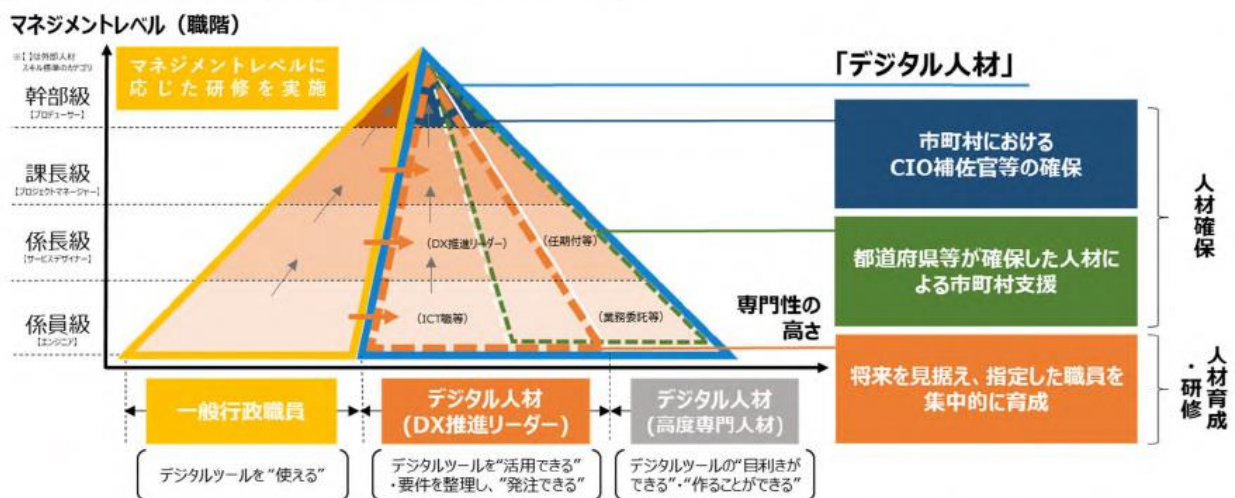 マネジメントレベル（職階）
※【 】は外部人材
スキル標準のカテゴリ
マネジメントレベルに
応じた研修を実施
「デジタル人材」
幹部級
【プロデューサー】
課長級
【プロジェクトマネージャー】
係長級
【サービスデザイナー】
係員級
【エンジニア】
（DX推進リーダー）
（任期付等）
（ICT職等）
（業務委託等）
専門性の
高さ
市町村における
CIO補佐官等の確保
都道府県等が確保した人材に
よる市町村支援
将来を見据え、指定した職員を
集中的に育成
人材確保
人材育成
・研修
一般行政職員
デジタル人材
(DX推進リーダー)
デジタル人材
(高度専門人材)
デジタルツールを“使える”
デジタルツールを“活用できる”
・要件を整理し、“発注できる”
デジタルツールの“目利きが
できる”・“作ることができる”